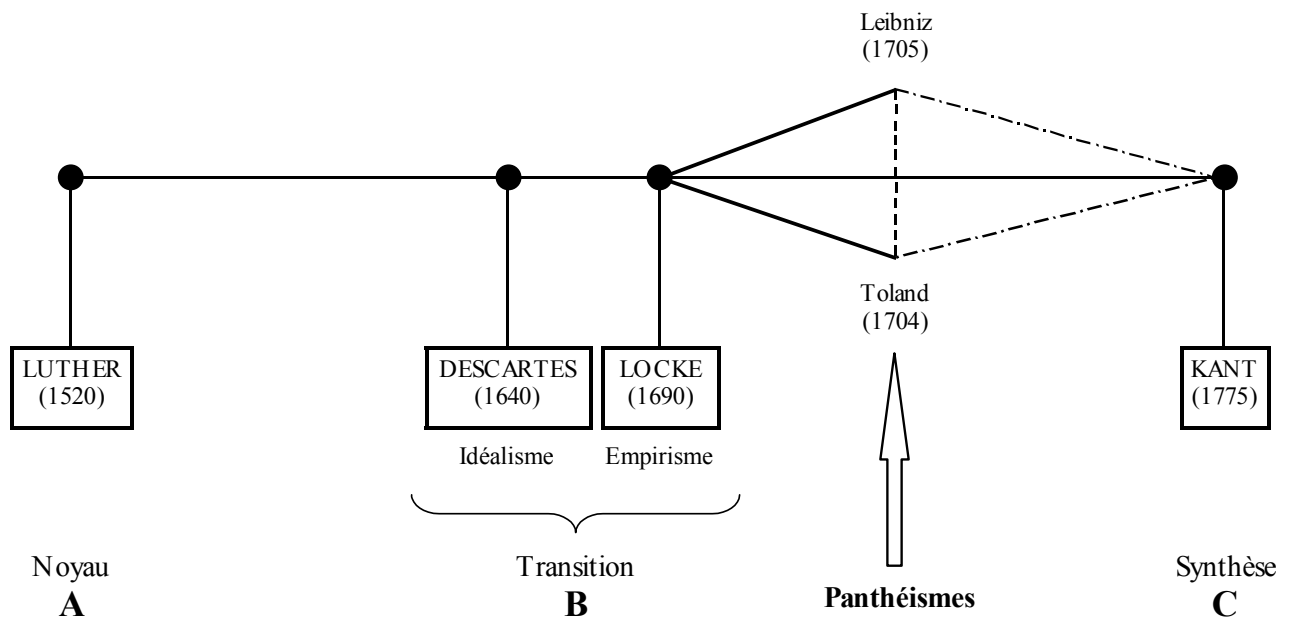 Leibniz
(1705)
Toland
(1704)
LUTHER
(1520)
DESCARTES
(1640)
LOCKE
(1690)
KANT
(1775)
Idéalisme
Empirisme
Noyau
A
Transition
B
Panthéismes
Synthèse
C